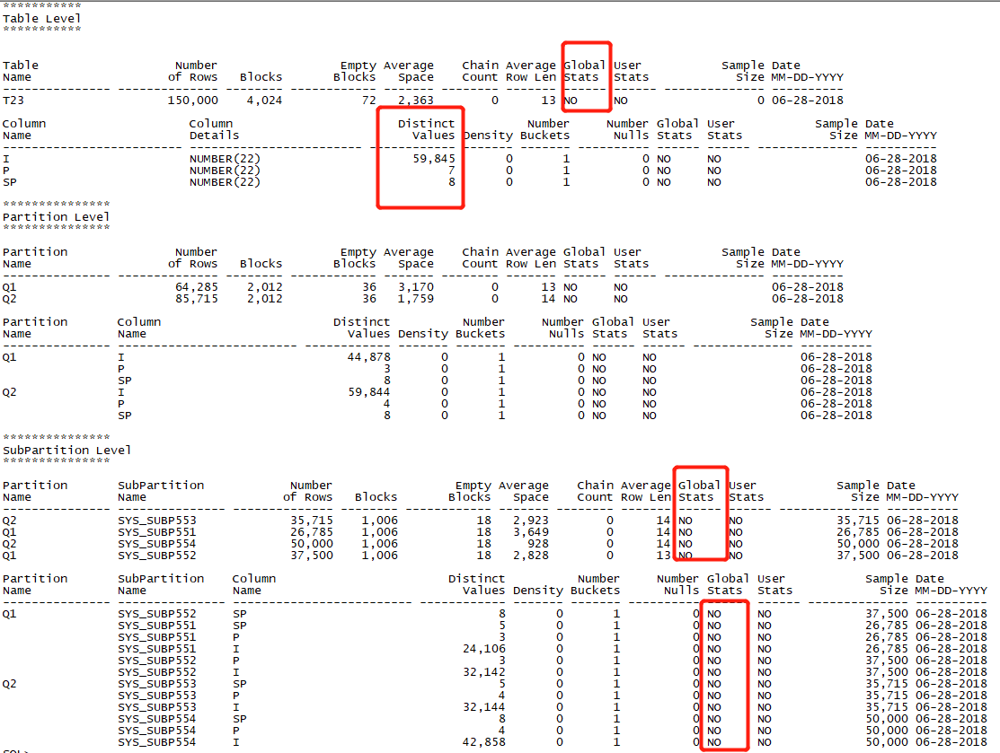 ***********
Table Level
***********
Table Number Empty Average Chain Average Global User Sample Date
Name of Rows Blocks Blocks Space Count Row Len Stats Stats Size MM-DD-YYYY
--------------- -------------- -------- ------------ ------- -------- ------- ------ ------ -------------- ----------
T23 150,000 4,024 72 2,363 0 13 NO NO 0 06-28-2018
Column Column Distinct Number Number Global User Sample Date
Name Details Values Density Buckets Nulls Stats Stats Size MM-DD-YYYY
------------------------- ------------------------ ------------ ------- ------- ---------- ------ ------ -------------- ----------
I NUMBER(22) 59,845 0 1 0 NO NO 06-28-2018
P NUMBER(22) 7 0 1 0 NO NO 06-28-2018
SP NUMBER(22) 8 0 1 0 NO NO 06-28-2018
***************
Partition Level
***************
Partition Number Empty Average Chain Average Global User Sample Date
Name of Rows Blocks Blocks Space Count Row Len Stats Stats Size MM-DD-YYYY
--------------- -------------- -------- ------------ ------- -------- ------- ------ ------ -------------- ----------
Q1 64,285 2,012 36 3,170 0 13 NO NO 06-28-2018
Q2 85,715 2,012 36 1,759 0 14 NO NO 06-28-2018
Partition Column Distinct Number Number Global User Sample Date
Name Name Values Density Buckets Nulls Stats Stats Size MM-DD-YYYY
--------------- ------------------------- ------------ ------- ------- ---------- ------ ------ -------------- ----------
Q1 I 44,878 0 1 0 NO NO 06-28-2018
P 3 0 1 0 NO NO 06-28-2018
SP 8 0 1 0 NO NO 06-28-2018
Q2 I 59,844 0 1 0 NO NO 06-28-2018
P 4 0 1 0 NO NO 06-28-2018
SP 8 0 1 0 NO NO 06-28-2018
***************
SubPartition Level
***************
Partition SubPartition Number Empty Average Chain Average Global User Sample Date
Name Name of Rows Blocks Blocks Space Count Row Len Stats Stats Size MM-DD-YYYY
--------------- --------------- -------------- -------- ------------ ------- -------- ------- ------ ------ -------------- ----------
Q2 SYS_SUBP553 35,715 1,006 18 2,923 0 14 NO NO 35,715 06-28-2018
Q1 SYS_SUBP551 26,785 1,006 18 3,649 0 14 NO NO 26,785 06-28-2018
Q2 SYS_SUBP554 50,000 1,006 18 928 0 14 NO NO 50,000 06-28-2018
Q1 SYS_SUBP552 37,500 1,006 18 2,828 0 13 NO NO 37,500 06-28-2018
Partition SubPartition Column Distinct Number Number Global User Sample Date
Name Name Name Values Density Buckets Nulls Stats Stats Size MM-DD-YYYY
--------------- --------------- ------------------------- ------------ ------- ------- ---------- ------ ------ -------------- ----------
Q1 SYS_SUBP552 SP 8 0 1 0 NO NO 37,500 06-28-2018
SYS_SUBP551 SP 5 0 1 0 NO NO 26,785 06-28-2018
SYS_SUBP551 P 3 0 1 0 NO NO 26,785 06-28-2018
SYS_SUBP551 I 24,106 0 1 0 NO NO 26,785 06-28-2018
SYS_SUBP552 P 3 0 1 0 NO NO 37,500 06-28-2018
SYS_SUBP552 I 32,142 0 1 0 NO NO 37,500 06-28-2018
Q2 SYS_SUBP553 SP 5 0 1 0 NO NO 35,715 06-28-2018
SYS_SUBP553 P 4 0 1 0 NO NO 35,715 06-28-2018
SYS_SUBP553 I 32,144 0 1 0 NO NO 35,715 06-28-2018
SYS_SUBP554 SP 8 0 1 0 NO NO 50,000 06-28-2018
SYS_SUBP554 P 4 0 1 0 NO NO 50,000 06-28-2018
SYS_SUBP554 I 42,858 0 1 0 NO NO 50,000 06-28-2018